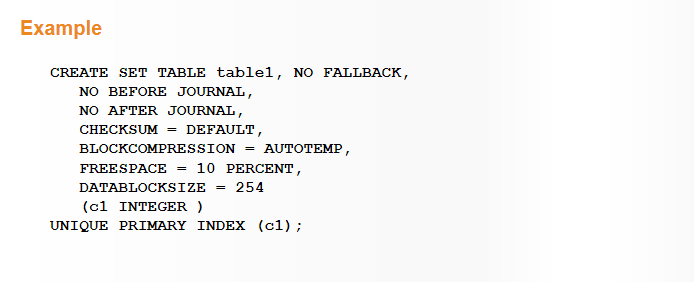 Example
CREATE SET TABLE table1, NO FALLBACK,
NO BEFORE JOURNAL,
NO AFTER JOURNAL,
CHECKSUM = DEFAULT,
BLOCKCOMPRESSION = AUTOTEMP,
FREESPACE = 10 PERCENT,
DATABLOCKSIZE = 254
(c1 INTEGER )
UNIQUE PRIMARY INDEX (c1);